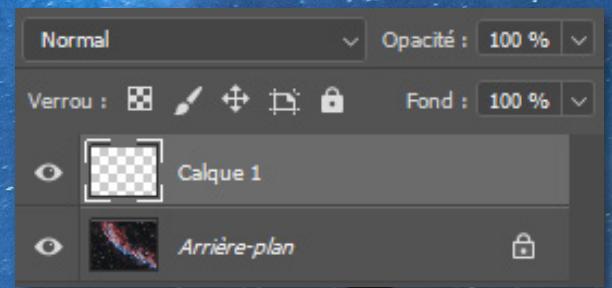 Normal Opacité : 100 %
Verrou : Fond : 100 %
Calque 1
Arrière-plan